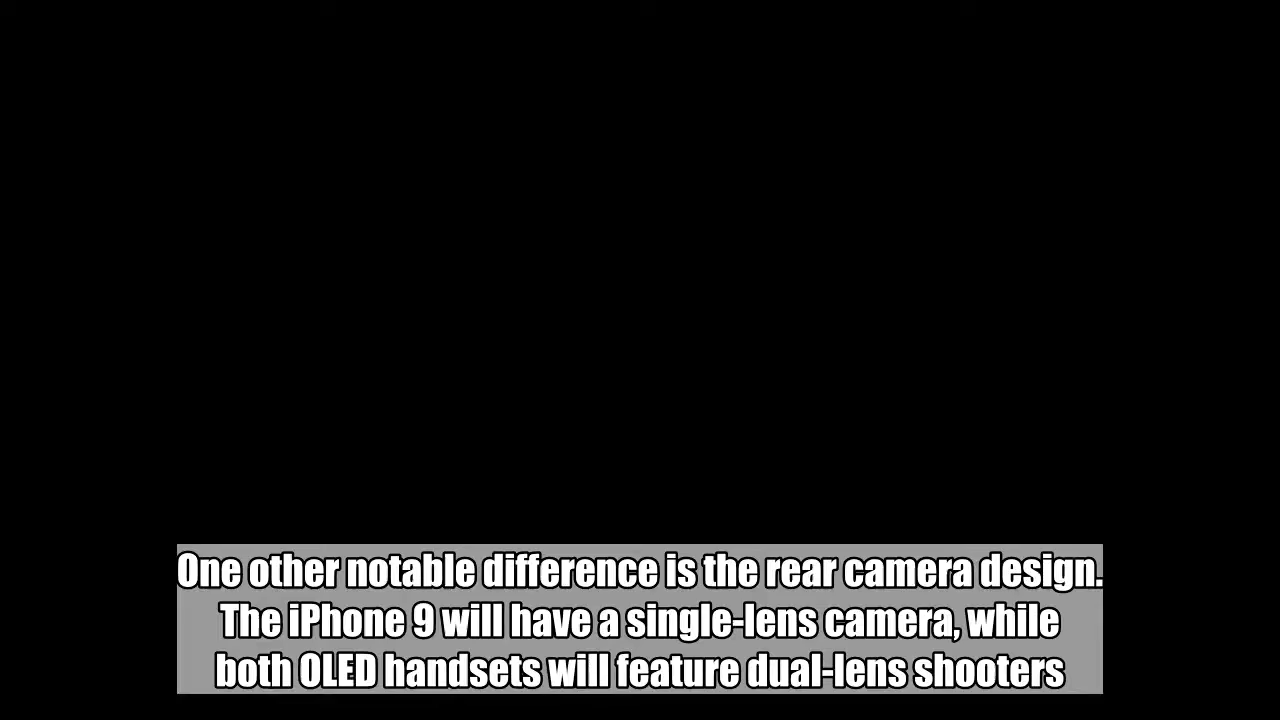 One other notable difference is the rear camera design.
The iPhone 9 will have a single-lens camera, while
both OLED handsets will feature dual-lens shooters